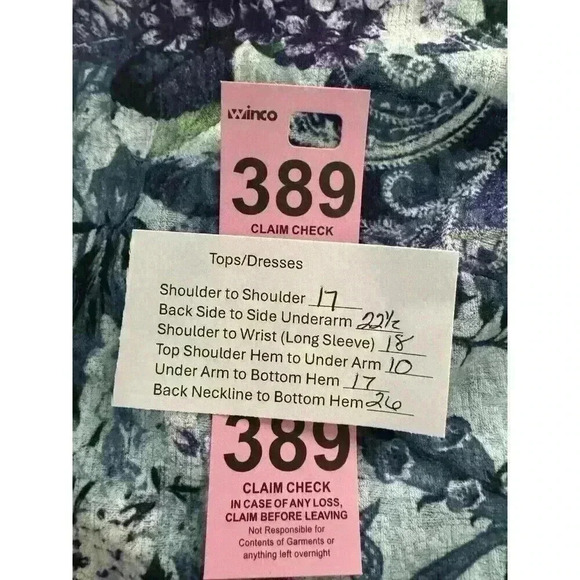 Winco
389
CLAIM CHECK
Tops/Dresses
Shoulder to Shoulder 17
Back Side to Side Underarm 22 1/2
Shoulder to Wrist (Long Sleeve) 18
Top Shoulder Hem to Under Arm 10
Under Arm to Bottom Hem 17
Back Neckline to Bottom Hem 26
389
CLAIM CHECK
IN CASE OF ANY LOSS,
CLAIM BEFORE LEAVING
Not Responsible for
Contents of Garments or
anything left overnight